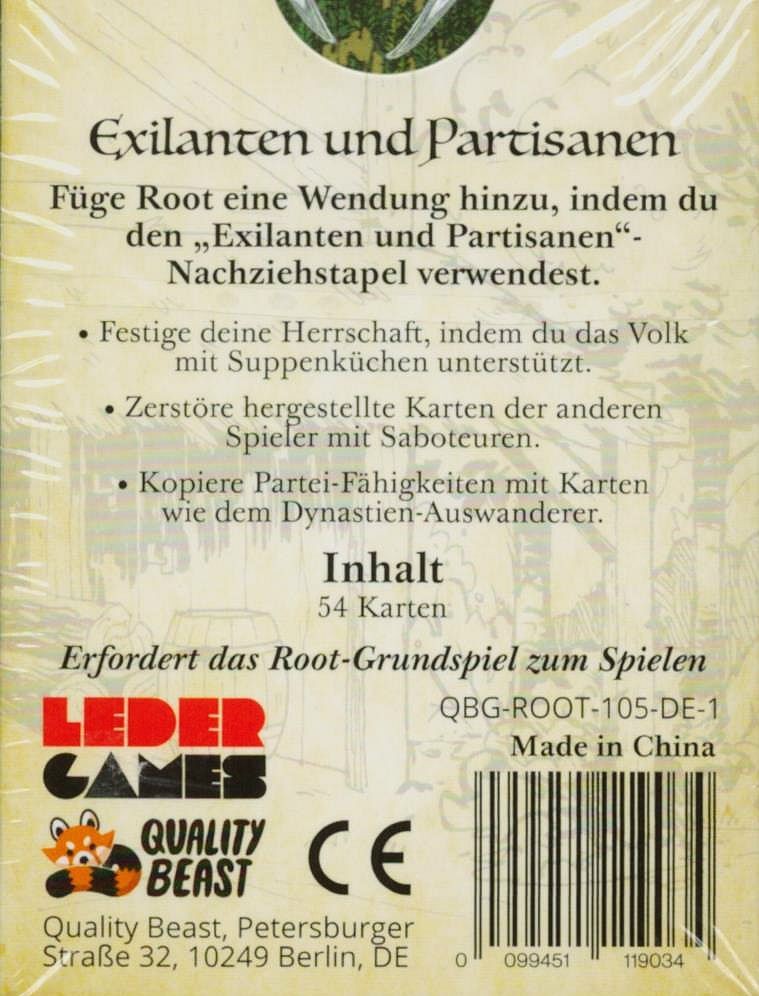 Exilanten und Partisanen
Füge Root eine Wendung hinzu, indem du
den „Exilanten und Partisanen“-
Nachziehstapel verwendest.
• Festige deine Herrschaft, indem du das Volk
mit Suppenküchen unterstützt.
• Zerstöre hergestellte Karten der anderen
Spieler mit Saboteuren.
• Kopiere Partei-Fähigkeiten mit Karten
wie dem Dynastien-Auswanderer.
Inhalt
54 Karten
Erfordert das Root-Grundspiel zum Spielen
QBG-ROOT-105-DE-1
Made in China
LEDER
GAMES
QUALITY
BEAST
CE
Quality Beast, Petersburger
Straße 32, 10249 Berlin, DE
0 099451 119034